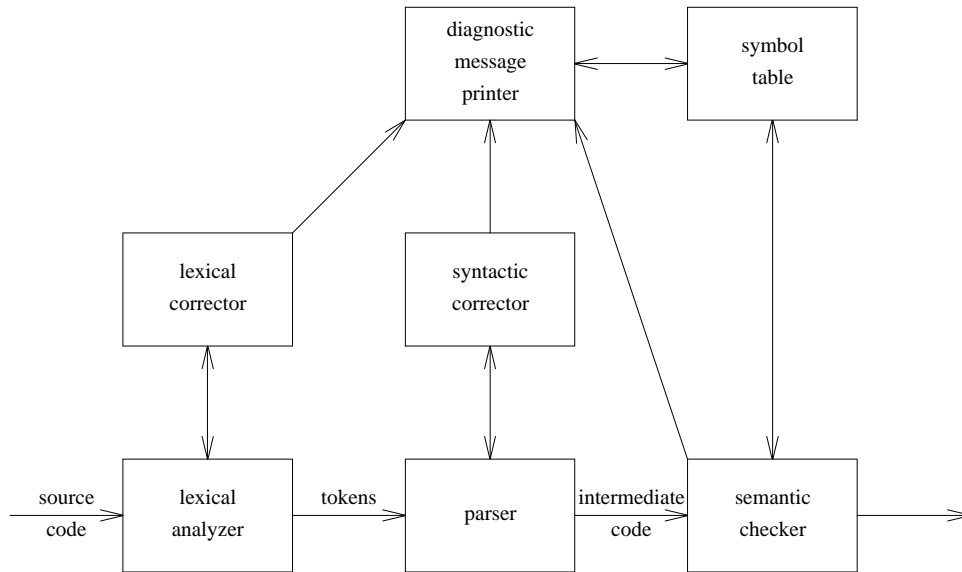 diagnostic
message
printer
symbol
table
lexical
corrector
syntactic
corrector
source
code
lexical
analyzer
tokens
parser
intermediate
code
semantic
checker